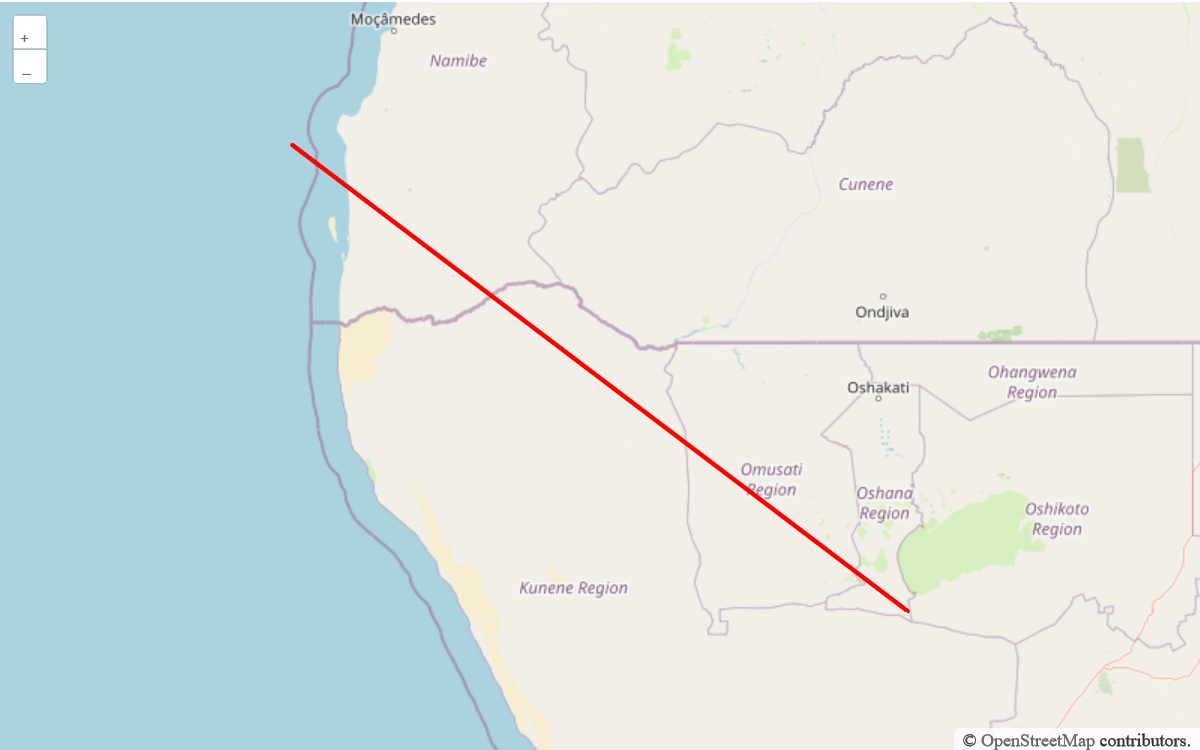 Moçâmedes
+
–
Namibe
Cunene
Ondjiva
Ohangwena
Region
Oshakati
Omusati
Region
Oshana
Region
Oshikoto
Region
Kunene Region
© OpenStreetMap contributors.